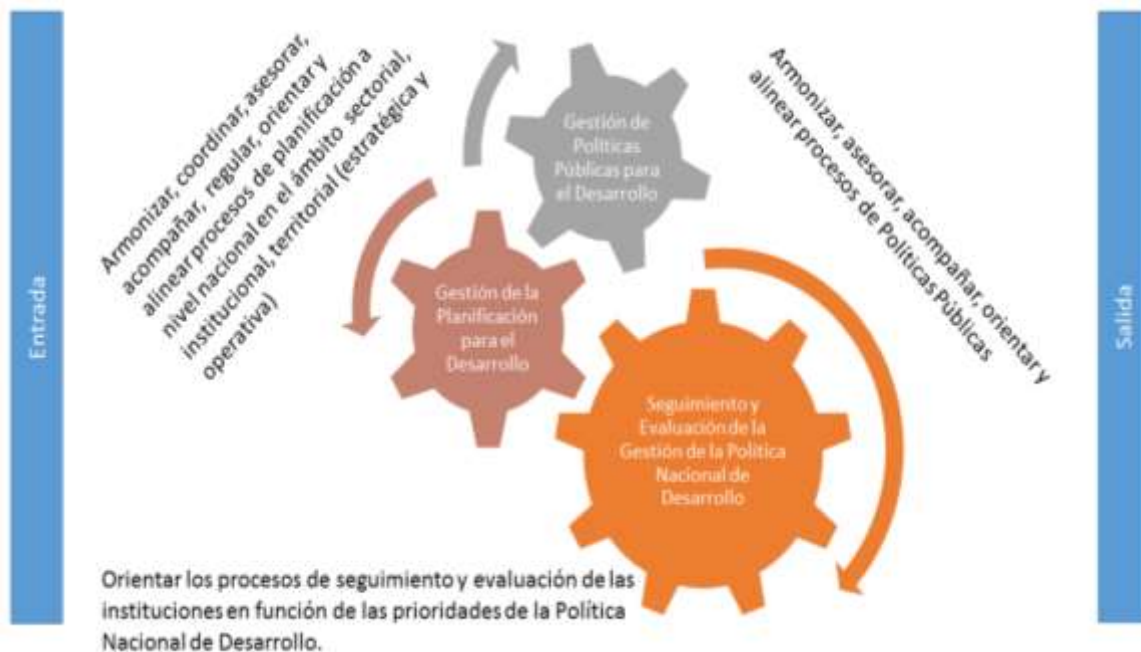 Entrada
Armonizar, coordinar, asesorar,
acompañar, regular, orientar y
alinear procesos de planificación a
nivel nacional en el ámbito sectorial,
institucional, territorial (estratégica y
operativa)
Gestión de
Políticas
Públicas para
el Desarrollo
Armonizar, asesorar, acompañar, orientar y
alinear procesos de Políticas Públicas
Gestión de la
Planificación
para el
Desarrollo
Seguimiento y
Evaluación de la
Gestión de la Política
Nacional de
Desarrollo
Orientar los procesos de seguimiento y evaluación de las
instituciones en función de las prioridades de la Política
Nacional de Desarrollo.
Salida